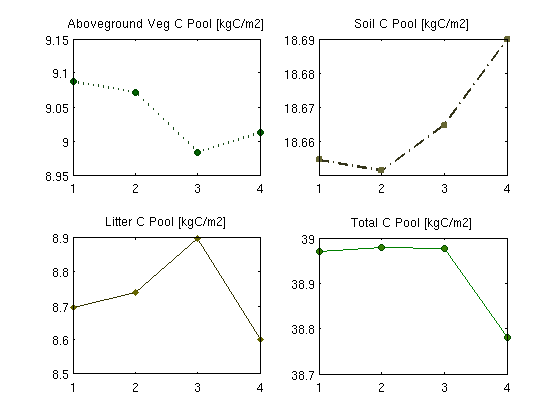 Aboveground Veg C Pool [kgC/m2]
9.15
9.1
9.05
9
8.95
1 2 3 4
Soil C Pool [kgC/m2]
18.69
18.68
18.67
18.66
1 2 3 4
Litter C Pool [kgC/m2]
8.9
8.8
8.7
8.6
8.5
1 2 3 4
Total C Pool [kgC/m2]
39
38.9
38.8
38.7
1 2 3 4